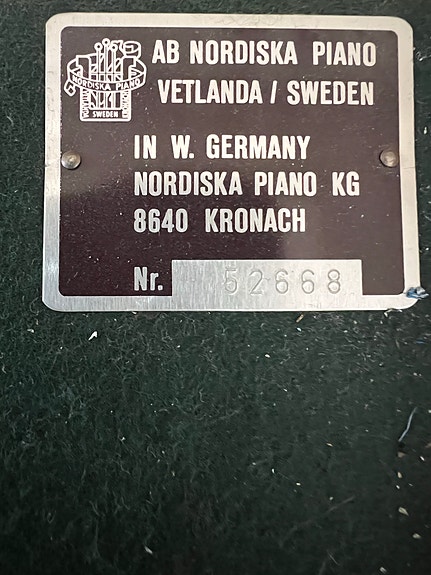 NORDISKA PIANO
SWEDEN
AB NORDISKA PIANO
VETLANDA / SWEDEN
IN W. GERMANY
NORDISKA PIANO KG
8640 KRONACH
Nr. 52668